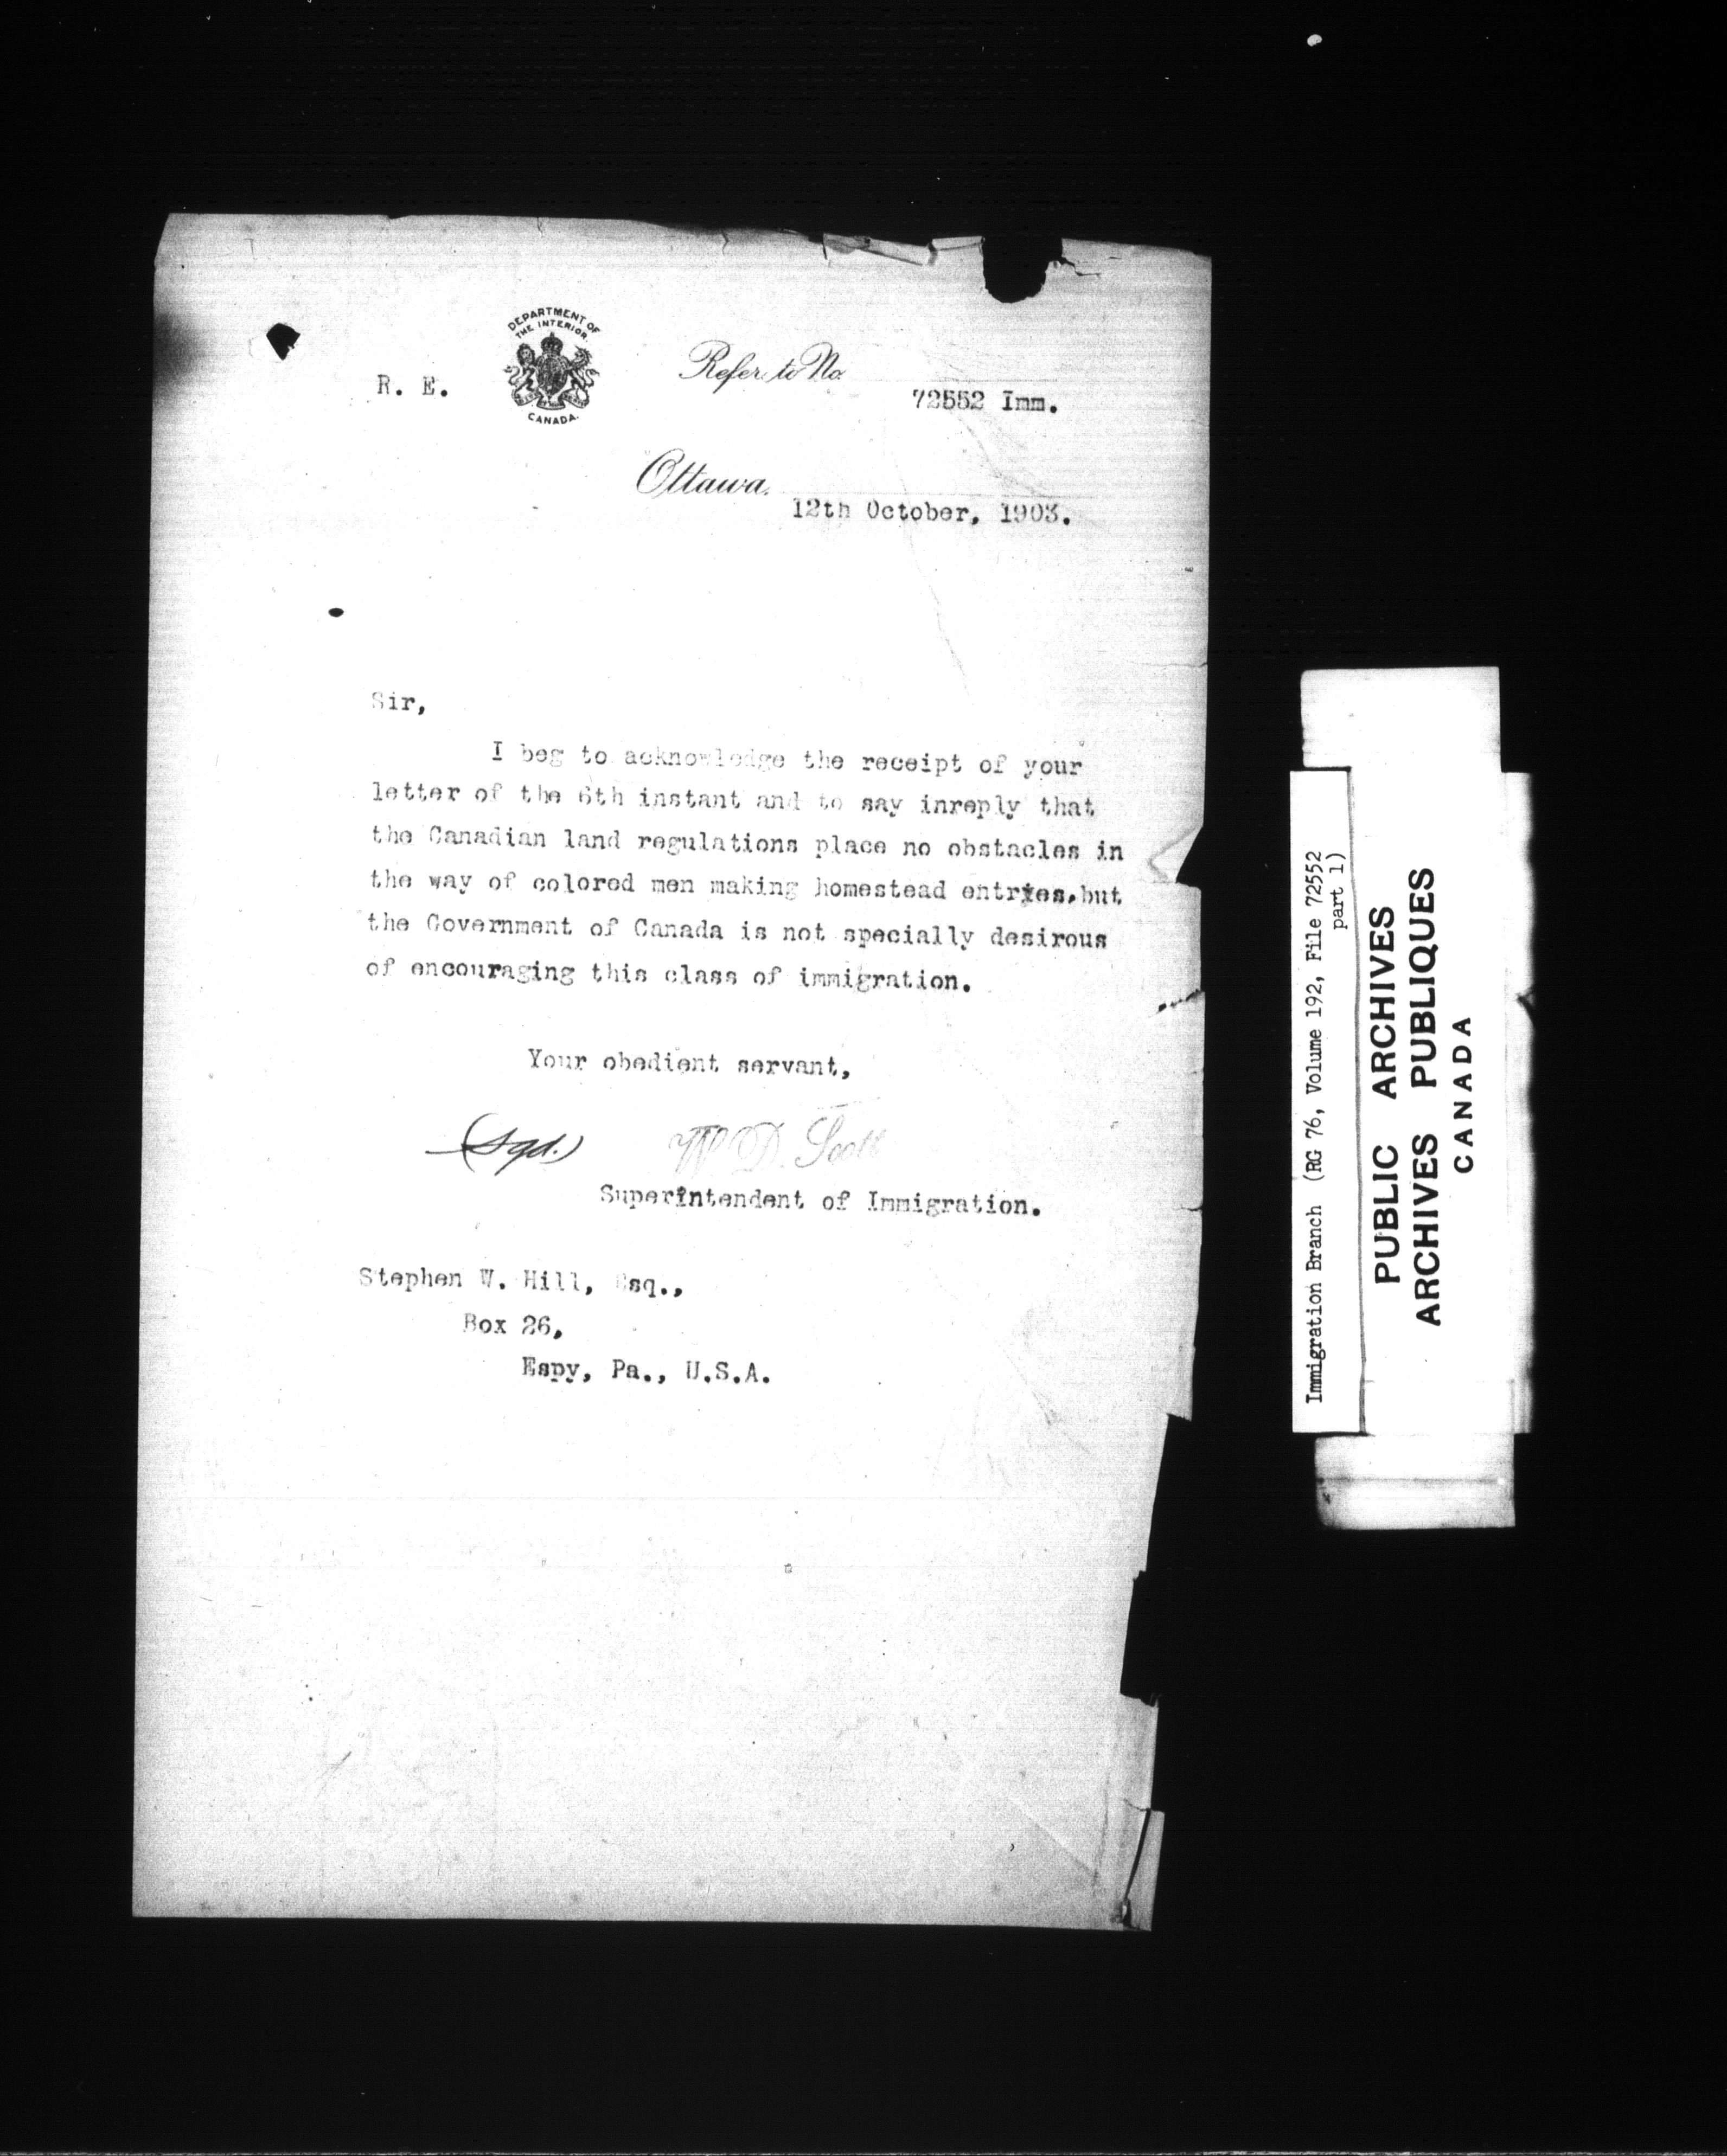 DEPARTMENT OF
THE INTERIOR.
CANADA.
R. E.
Refer to No.
72552 Imm.
Ottawa,
12th October, 1903.
Sir,
I beg to acknowledge the receipt of your
letter of the 6th instant and to say inreply that
the Canadian land regulations place no obstacles in
the way of colored men making homestead entries, but
the Government of Canada is not specially desirous
of encouraging this class of immigration.
Your obedient servant,
(Sgd.) W D. Scott
Superintendent of Immigration.
Stephen W. Hill, Esq.,
Box 26,
Espy, Pa., U.S.A.
Immigration Branch (RG 76, Volume 192, File 72552
part 1)
PUBLIC ARCHIVES
ARCHIVES PUBLIQUES
CANADA